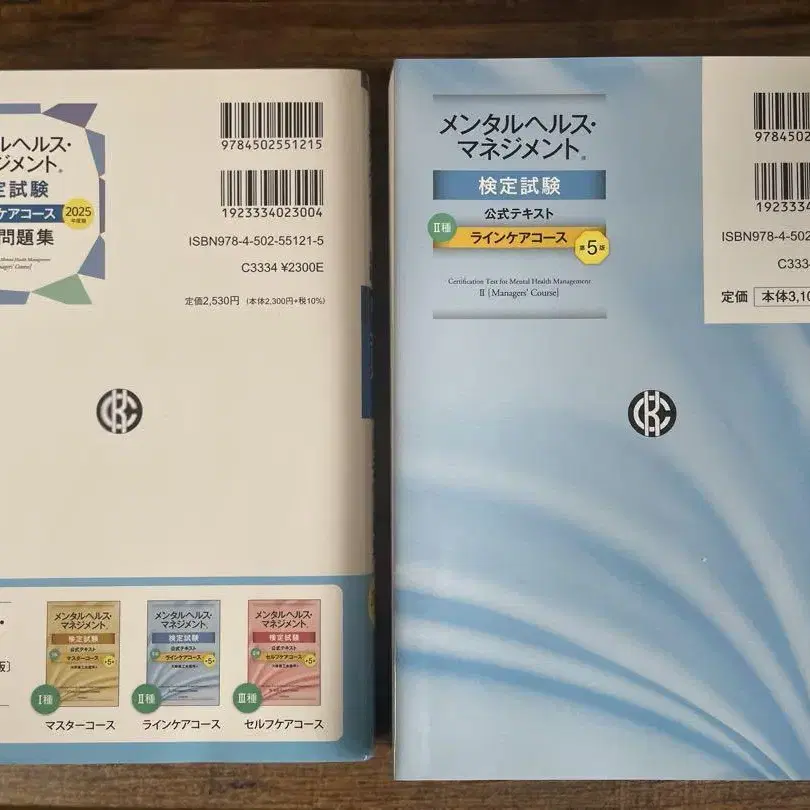 ルヘルス・
ジメント®
定試験
ケアコース
2025
年度版
問題集
9784502551215
1923334023004
ISBN978-4-502-55121-5
C3334 ¥2300E
定価2,530円 (本体2,300円+税10%)
版〕
メンタルヘルス・
マネジメント®
検定試験
公式テキスト
マスターコース
第5版
Ⅰ種
マスターコース
メンタルヘルス・
マネジメント®
検定試験
公式テキスト
ラインケアコース
第5版
Ⅱ種
ラインケアコース
メンタルヘルス・
マネジメント®
検定試験
公式テキスト
セルフケアコース
第5版
Ⅲ種
セルフケアコース
メンタルヘルス・
マネジメント®
検定試験
公式テキスト
Ⅱ種
ラインケアコース
第5版
Certification Test for Mental Health Management
Ⅱ [Managers' Course]
9784502
1923334
ISBN978-4-502
C333
定価 本体3,10